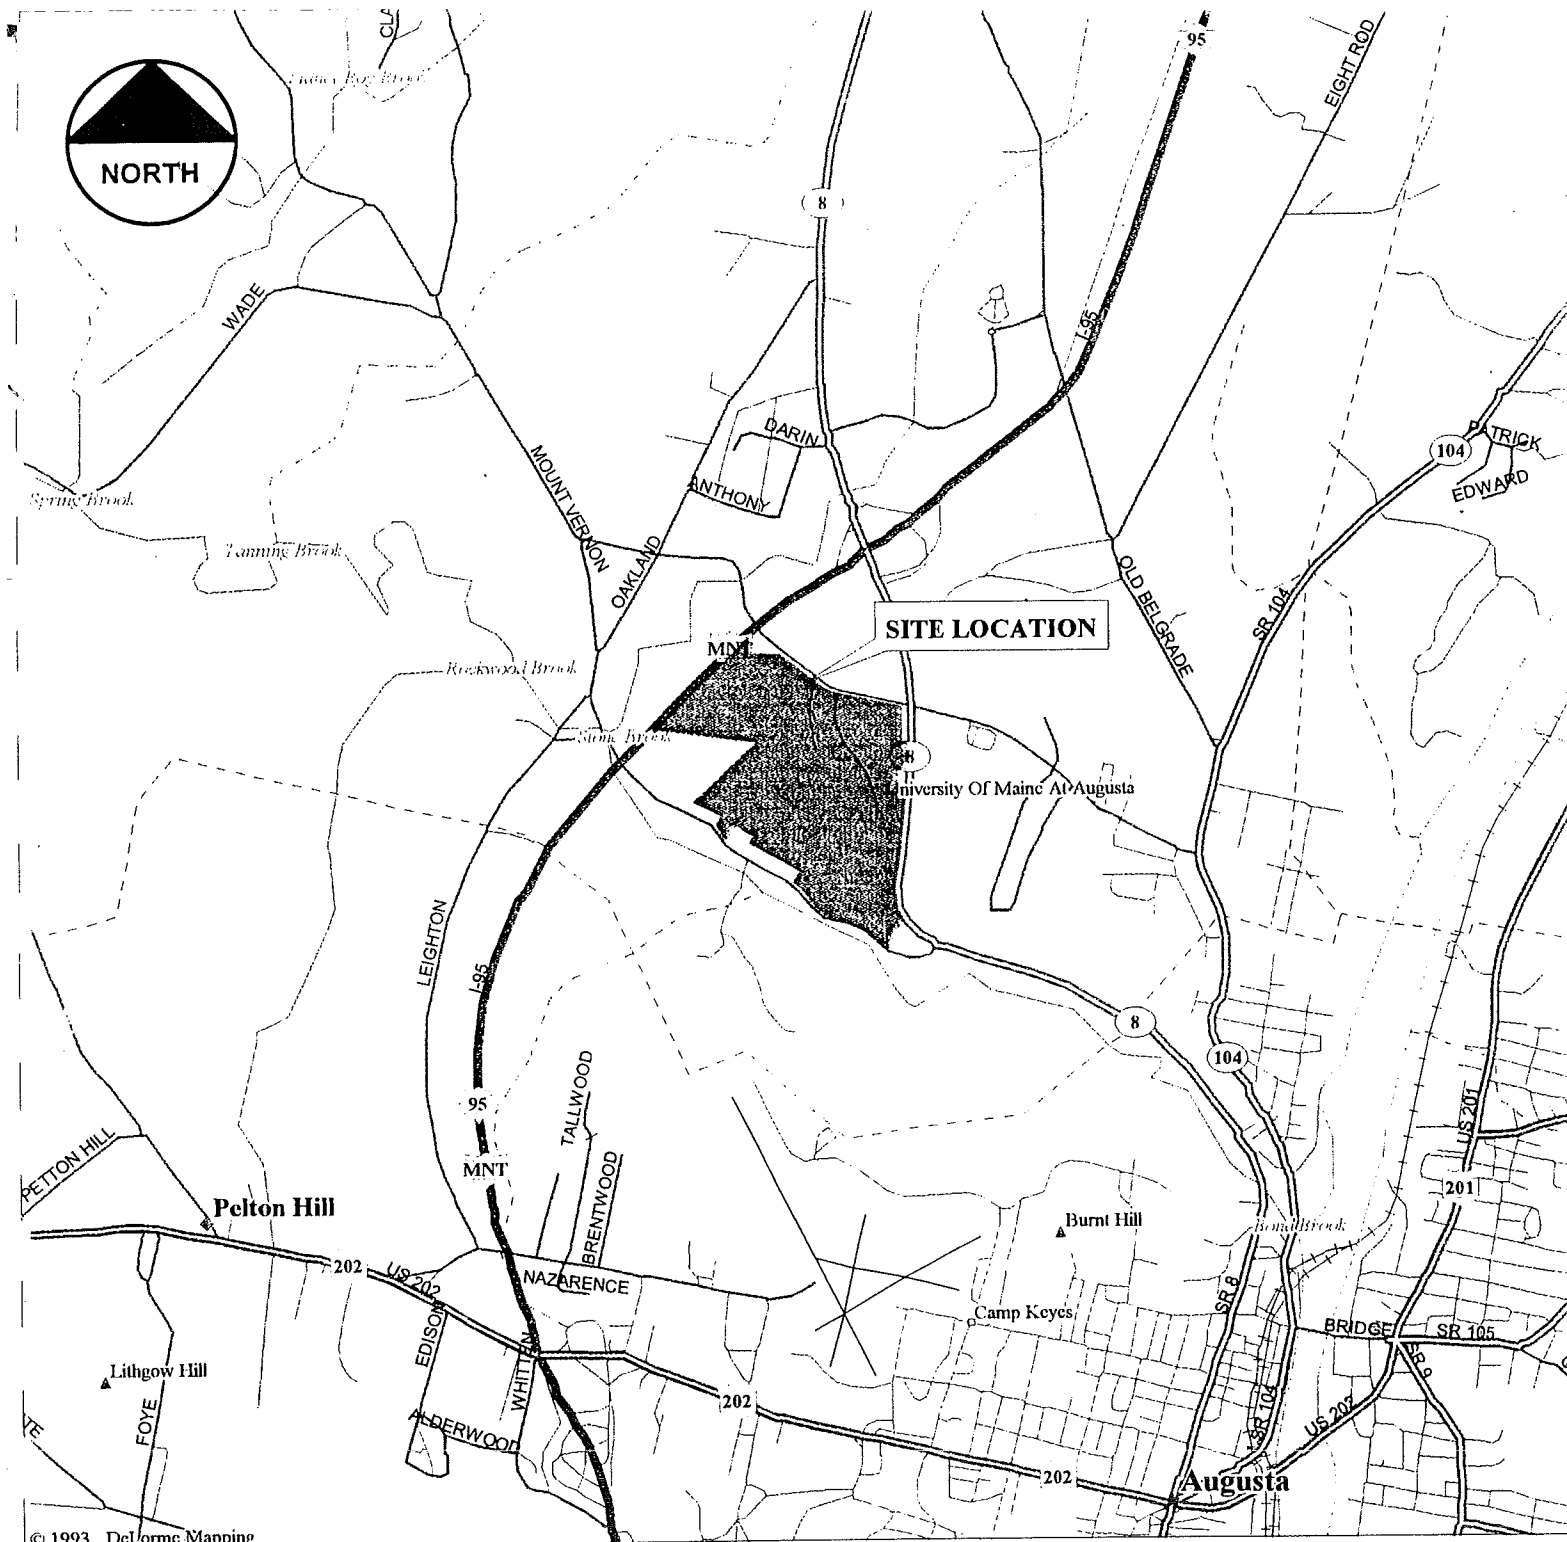 CLA
95
EIGHT ROD
NORTH
8
WADE
I-95
DARIN
PATRICK
104
EDWARD
ANTHONY
MOUNT VERNON
Spring Brook
Tanning Brook
OAKLAND
OLD BELGRADE
SR 104
SITE LOCATION
MNT
Rockwood Brook
Stone Brook
8
University Of Maine At Augusta
LEIGHTON
I-95
8
104
TALLWOOD
95
US 201
PETTON HILL
MNT
BRENTWOOD
201
Pelton Hill
Burnt Hill
Bond Brook
202
US 202
NAZARENCE
SR 8
Camp Keyes
EDISON
BRIDGE
SR 105
WHITTEN
SR 9
Lithgow Hill
202
FOYE
SR 104
US 202
ALDERWOOD
202
Augusta
© 1993 DeLorme Mapping